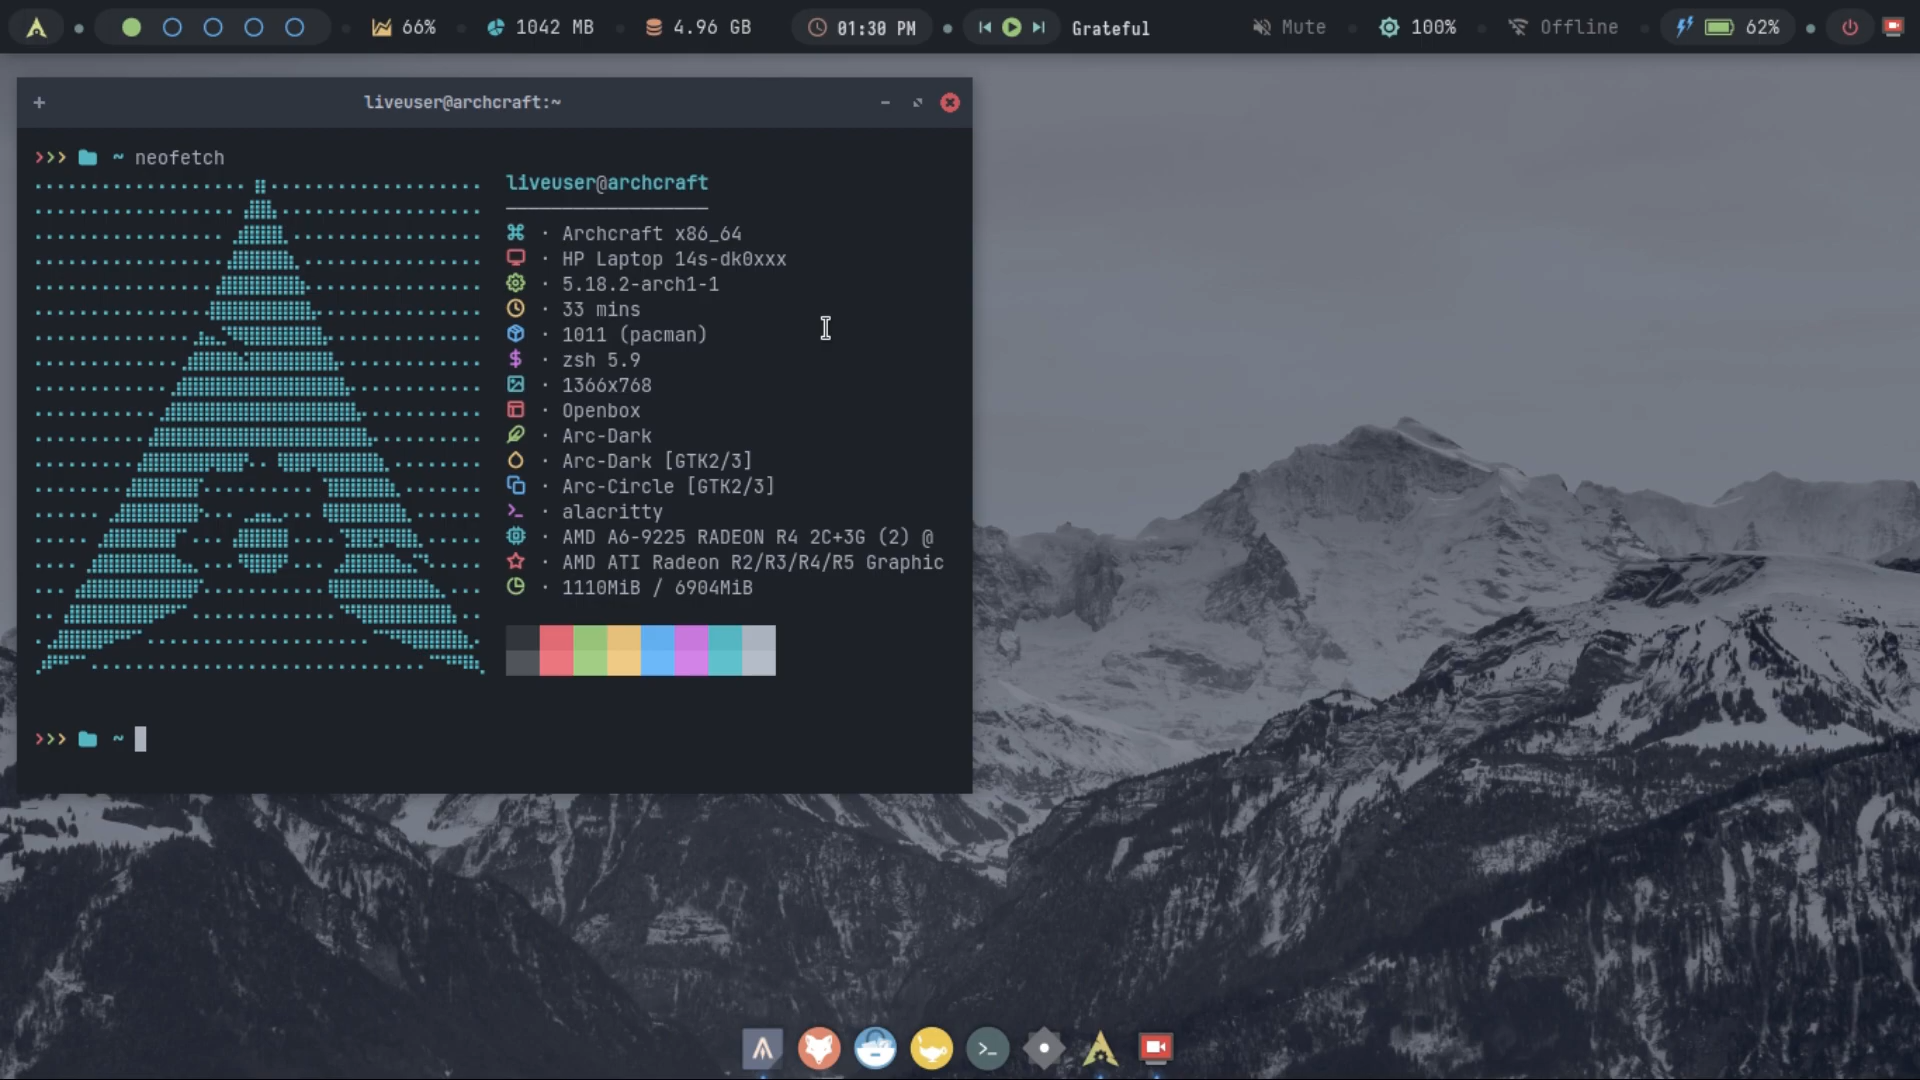 66%
1042 MB
4.96 GB
01:30 PM
Grateful
Mute
100%
Offline
62%
liveuser@archcraft:~
>>> ~ neofetch
liveuser@archcraft
Archcraft x86_64
HP Laptop 14s-dk0xxx
5.18.2-arch1-1
33 mins
1011 (pacman)
zsh 5.9
1366x768
Openbox
Arc-Dark
Arc-Dark [GTK2/3]
Arc-Circle [GTK2/3]
alacritty
AMD A6-9225 RADEON R4 2C+3G (2) @
AMD ATI Radeon R2/R3/R4/R5 Graphic
1110MiB / 6904MiB
>>> ~